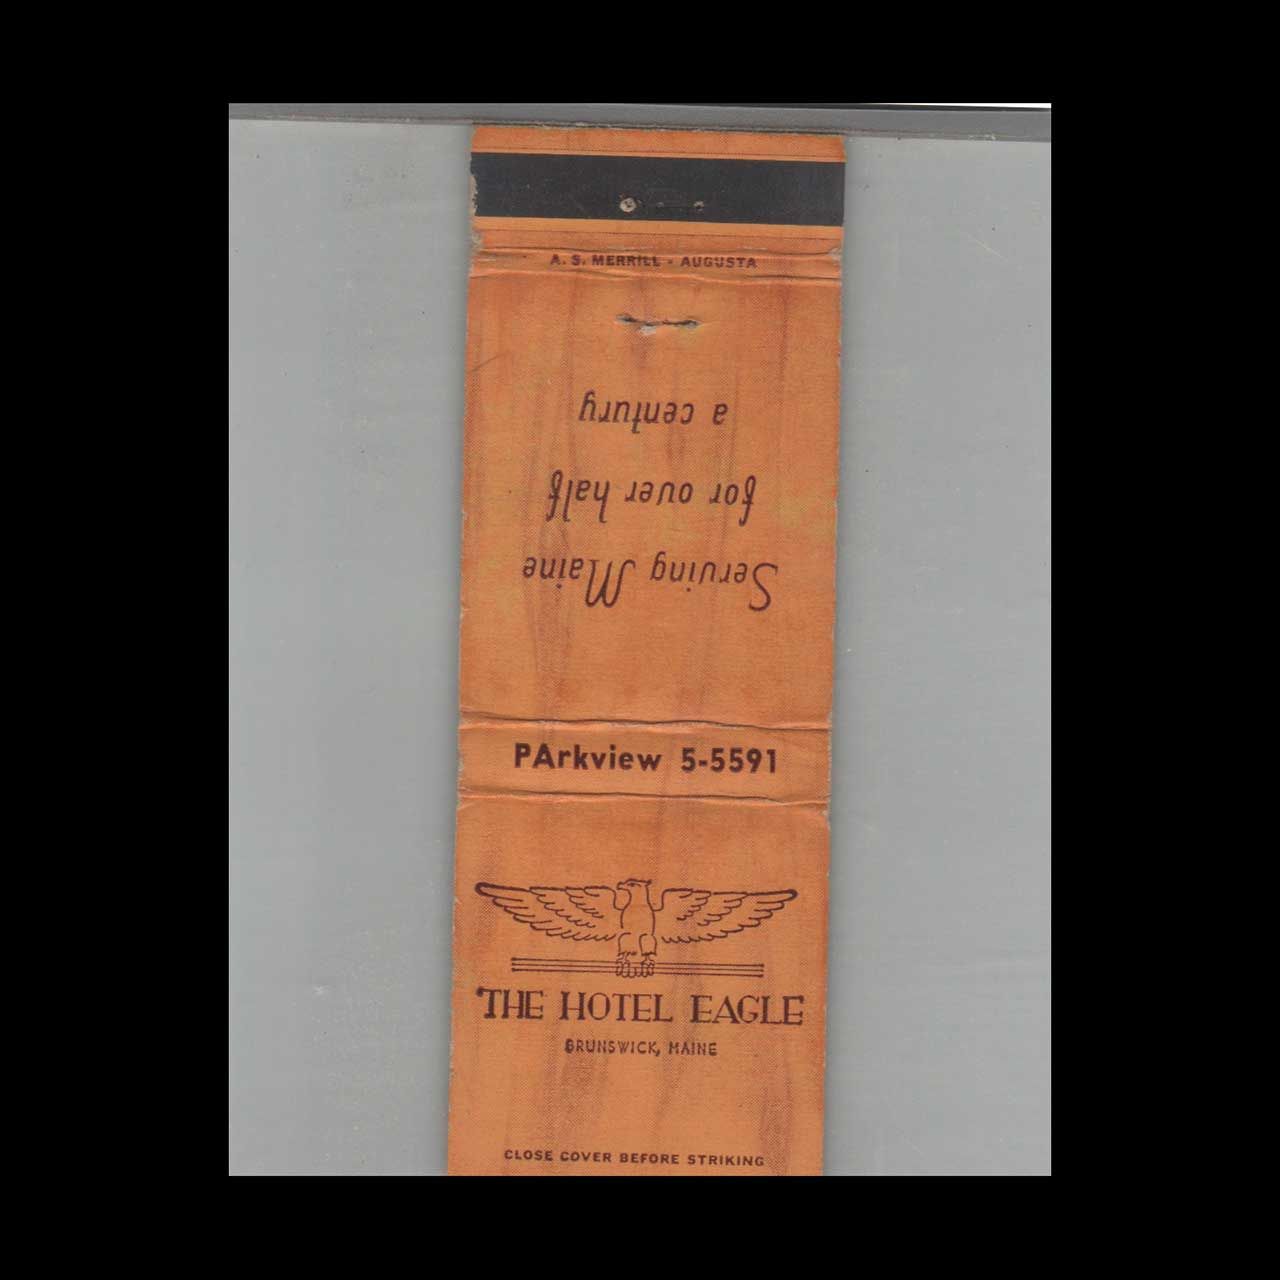 A. S. MERRILL - AUGUSTA
Serving Maine
for over half
a century
PArkview 5-5591
THE HOTEL EAGLE
BRUNSWICK, MAINE
CLOSE COVER BEFORE STRIKING